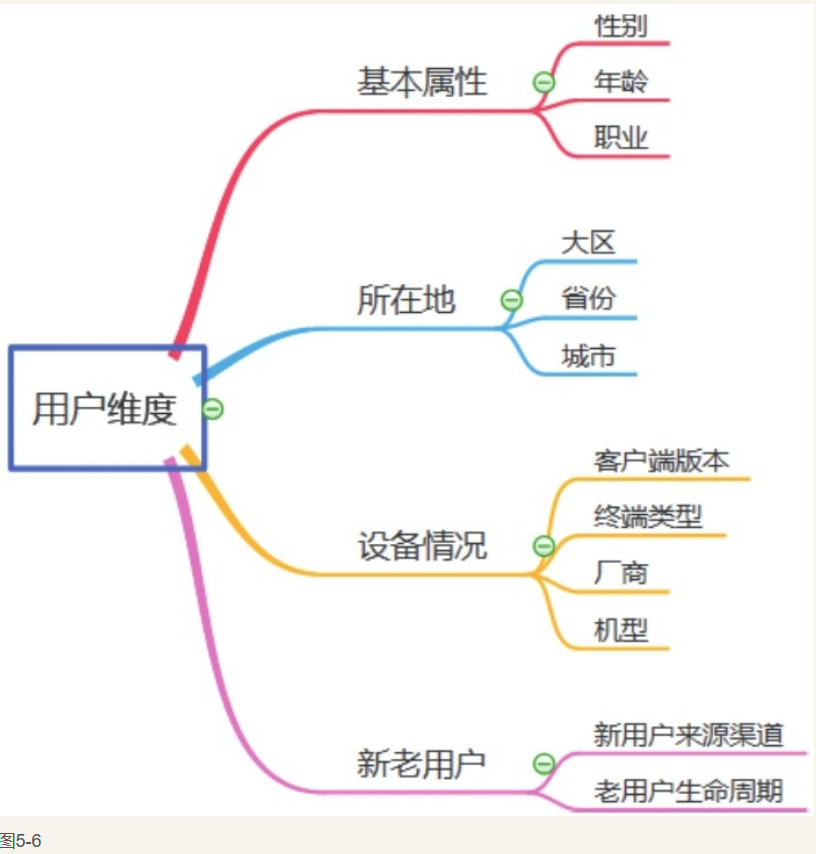 用户维度
基本属性
性别
年龄
职业
所在地
大区
省份
城市
设备情况
客户端版本
终端类型
厂商
机型
新老用户
新用户来源渠道
老用户生命周期
图5-6